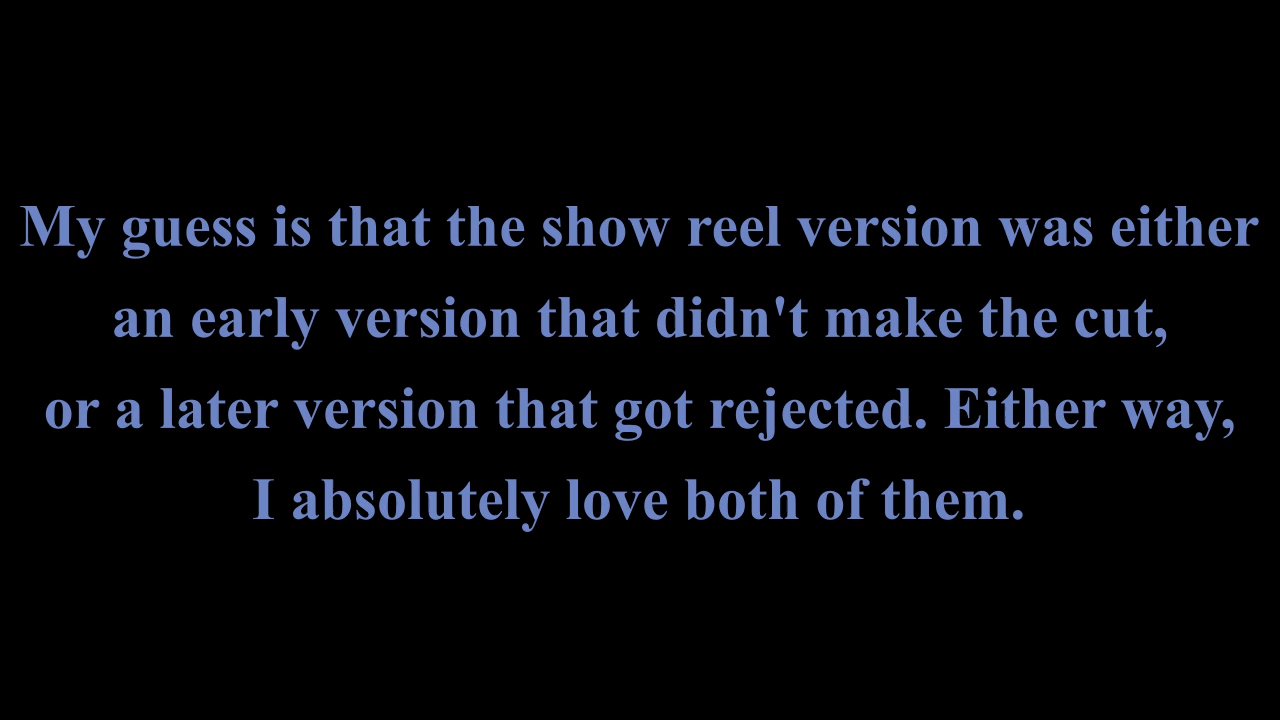 My guess is that the show reel version was either
an early version that didn't make the cut,
or a later version that got rejected. Either way,
I absolutely love both of them.